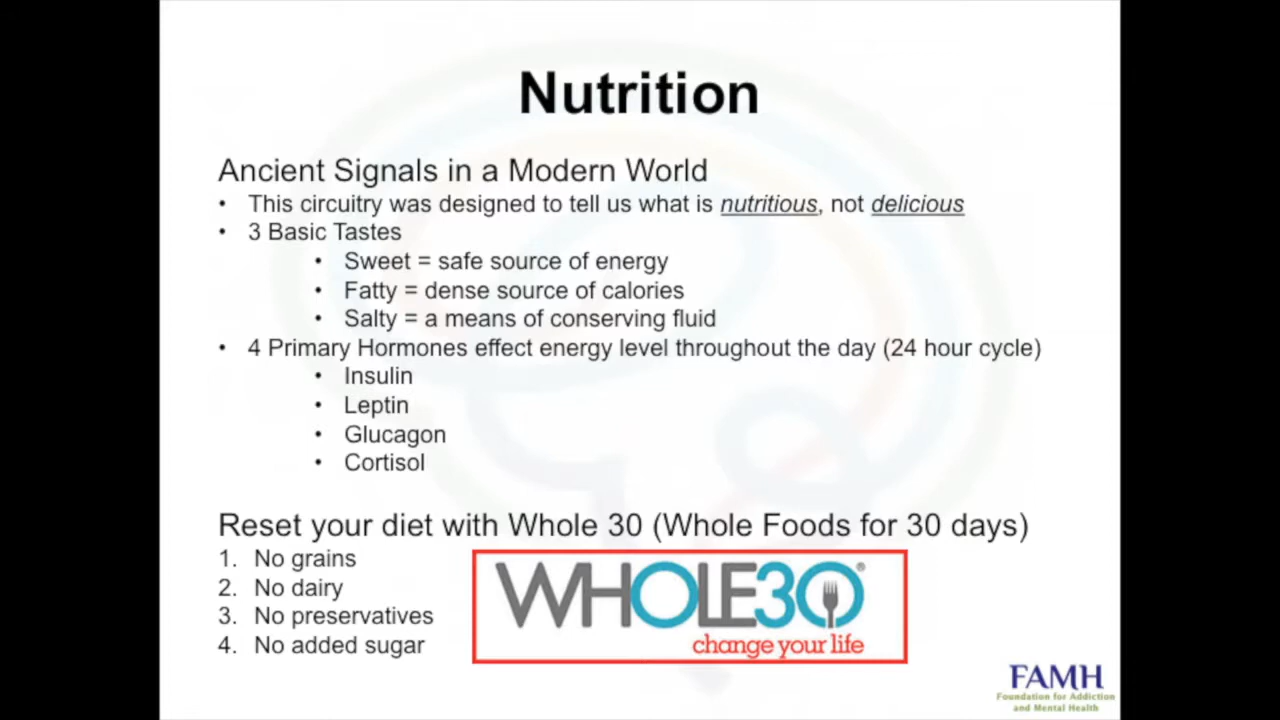 Nutrition
Ancient Signals in a Modern World
• This circuitry was designed to tell us what is nutritious, not delicious
• 3 Basic Tastes
• Sweet = safe source of energy
• Fatty = dense source of calories
• Salty = a means of conserving fluid
• 4 Primary Hormones effect energy level throughout the day (24 hour cycle)
• Insulin
• Leptin
• Glucagon
• Cortisol
Reset your diet with Whole 30 (Whole Foods for 30 days)
1. No grains
2. No dairy
3. No preservatives
4. No added sugar
WHOLE30®
change your life
FAMH
Foundation for Addiction
and Mental Health